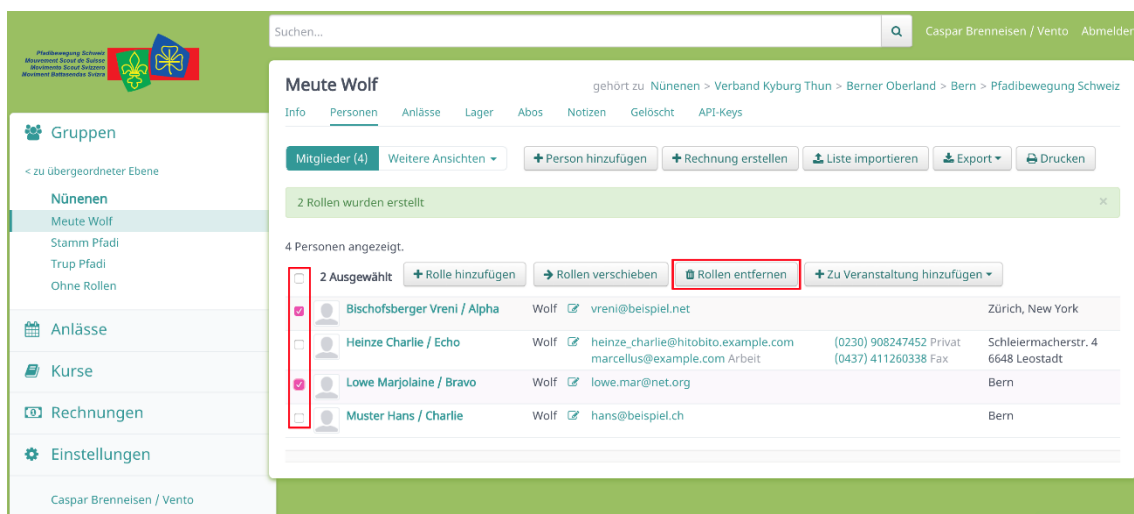 Suchen...
Caspar Brenneisen / Vento Abmelden
Pfadibewegung Schweiz
Mouvement Scout de Suisse
Movimento Scout Svizzero
Moviment Battasendas Svizra
Meute Wolf
gehört zu Nünenen > Verband Kyburg Thun > Berner Oberland > Bern > Pfadibewegung Schweiz
Info Personen Anlässe Lager Abos Notizen Gelöscht API-Keys
Gruppen
< zu übergeordneter Ebene
Nünenen
Meute Wolf
Stamm Pfadi
Trup Pfadi
Ohne Rollen
Anlässe
Kurse
Rechnungen
Einstellungen
Caspar Brenneisen / Vento
Mitglieder (4) Weitere Ansichten
Person hinzufügen Rechnung erstellen Liste importieren Export Drucken
2 Rollen wurden erstellt ×
4 Personen angezeigt.
2 Ausgewählt Rolle hinzufügen Rollen verschieben Rollen entfernen Zu Veranstaltung hinzufügen
Bischofsberger Vreni / Alpha Wolf vreni@beispiel.net Zürich, New York
Heinze Charlie / Echo Wolf heinze_charlie@hitobito.example.com (0230) 908247452 Privat Schleiermacherstr. 4
marcellus@example.com Arbeit (0437) 411260338 Fax 6648 Leostadt
Lowe Marjolaine / Bravo Wolf lowe.mar@net.org Bern
Muster Hans / Charlie Wolf hans@beispiel.ch Bern